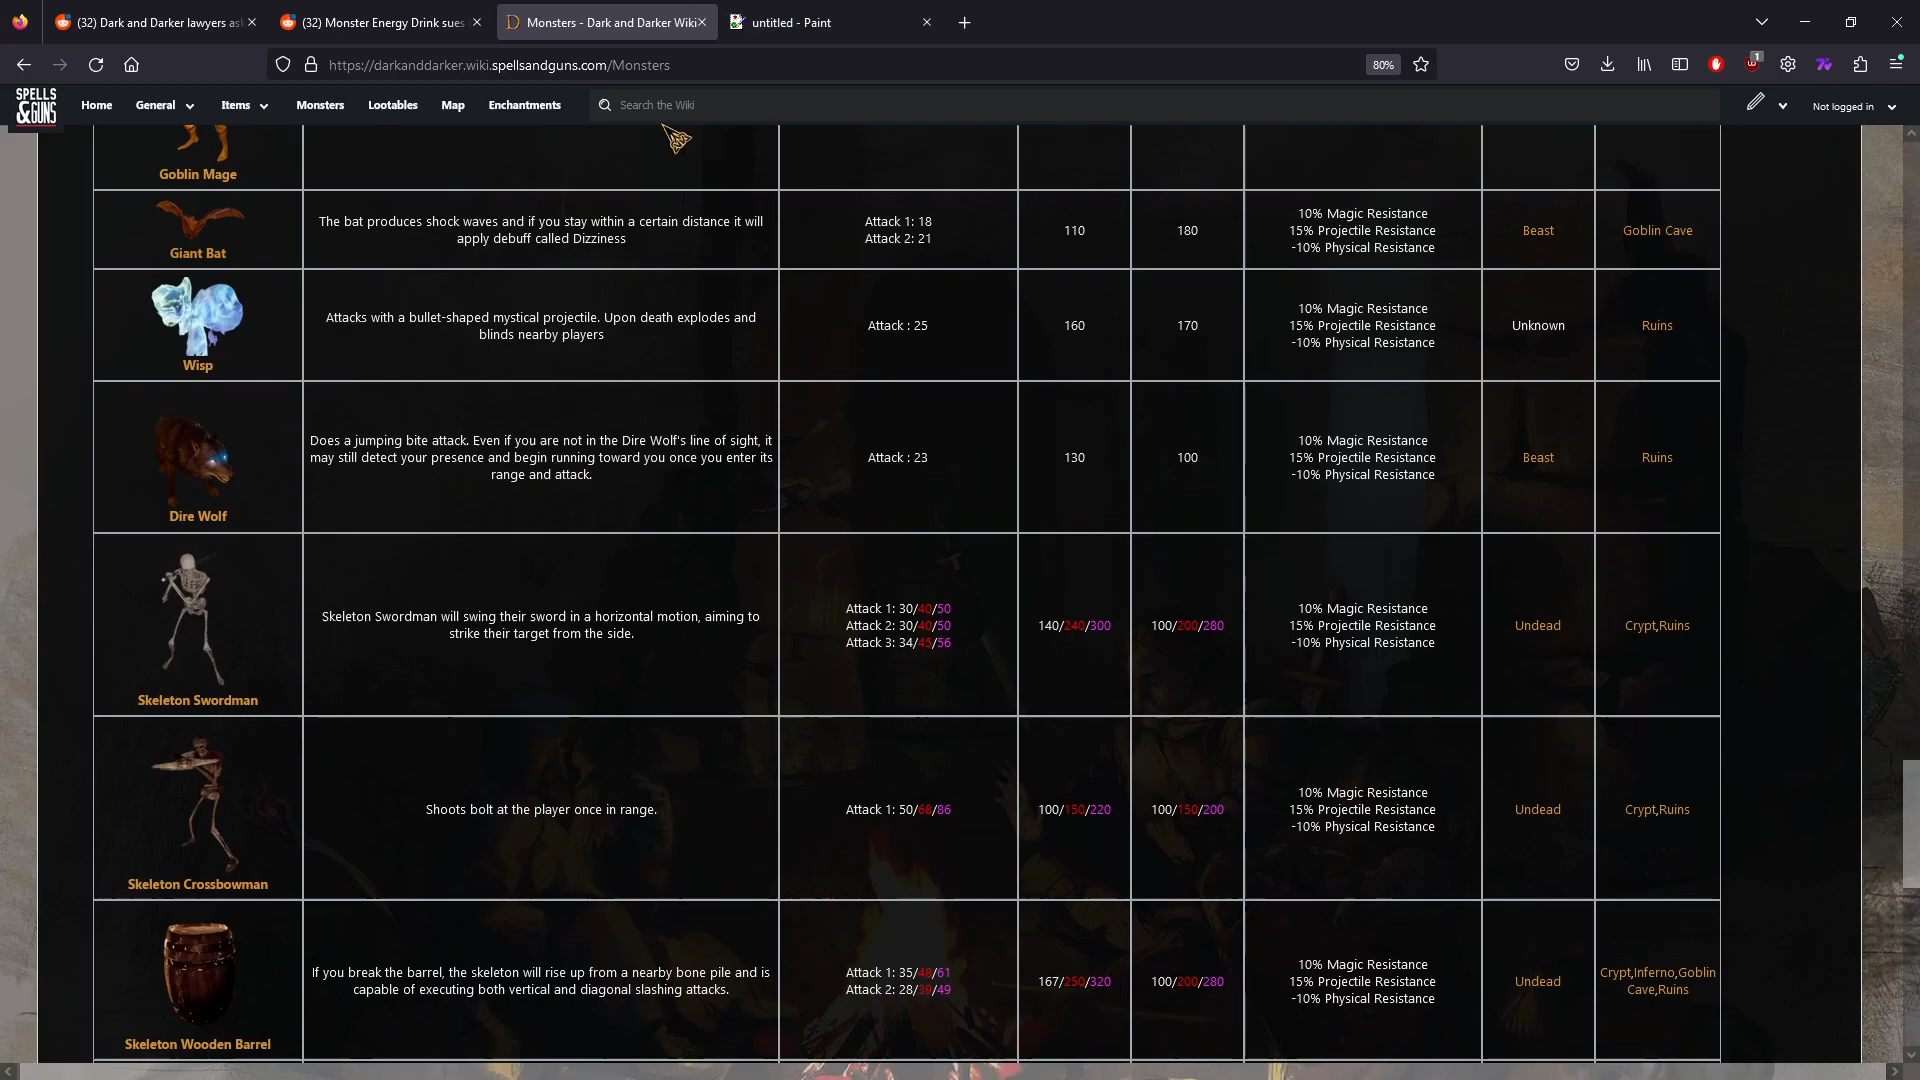 (32) Dark and Darker lawyers as
(32) Monster Energy Drink sues
Monsters - Dark and Darker Wiki
untitled - Paint
https://darkanddarker.wiki.spellsandguns.com/Monsters
80%
1
SPELLS
&GUNS
Home
General
Items
Monsters
Lootables
Map
Enchantments
Search the Wiki
Not logged in
Goblin Mage
The bat produces shock waves and if you stay within a certain distance it will
apply debuff called Dizziness
Attack 1: 18
Attack 2: 21
110
180
10% Magic Resistance
15% Projectile Resistance
-10% Physical Resistance
Beast
Goblin Cave
Giant Bat
Attacks with a bullet-shaped mystical projectile. Upon death explodes and
blinds nearby players
Attack : 25
160
170
10% Magic Resistance
15% Projectile Resistance
-10% Physical Resistance
Unknown
Ruins
Wisp
Does a jumping bite attack. Even if you are not in the Dire Wolf's line of sight, it
may still detect your presence and begin running toward you once you enter its
range and attack.
Attack : 23
130
100
10% Magic Resistance
15% Projectile Resistance
-10% Physical Resistance
Beast
Ruins
Dire Wolf
Skeleton Swordman will swing their sword in a horizontal motion, aiming to
strike their target from the side.
Attack 1: 30/40/50
Attack 2: 30/40/50
Attack 3: 34/45/56
140/240/300
100/200/280
10% Magic Resistance
15% Projectile Resistance
-10% Physical Resistance
Undead
Crypt,Ruins
Skeleton Swordman
Shoots bolt at the player once in range.
Attack 1: 50/68/86
100/150/220
100/150/200
10% Magic Resistance
15% Projectile Resistance
-10% Physical Resistance
Undead
Crypt,Ruins
Skeleton Crossbowman
If you break the barrel, the skeleton will rise up from a nearby bone pile and is
capable of executing both vertical and diagonal slashing attacks.
Attack 1: 35/48/61
Attack 2: 28/39/49
167/250/320
100/200/280
10% Magic Resistance
15% Projectile Resistance
-10% Physical Resistance
Undead
Crypt,Inferno,Goblin
Cave,Ruins
Skeleton Wooden Barrel